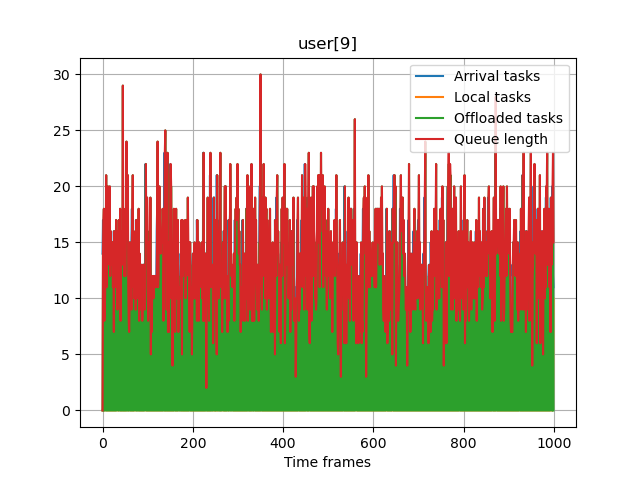 user[9]
Arrival tasks
Local tasks
Offloaded tasks
Queue length
30
25
20
15
10
5
0
0 200 400 600 800 1000
Time frames